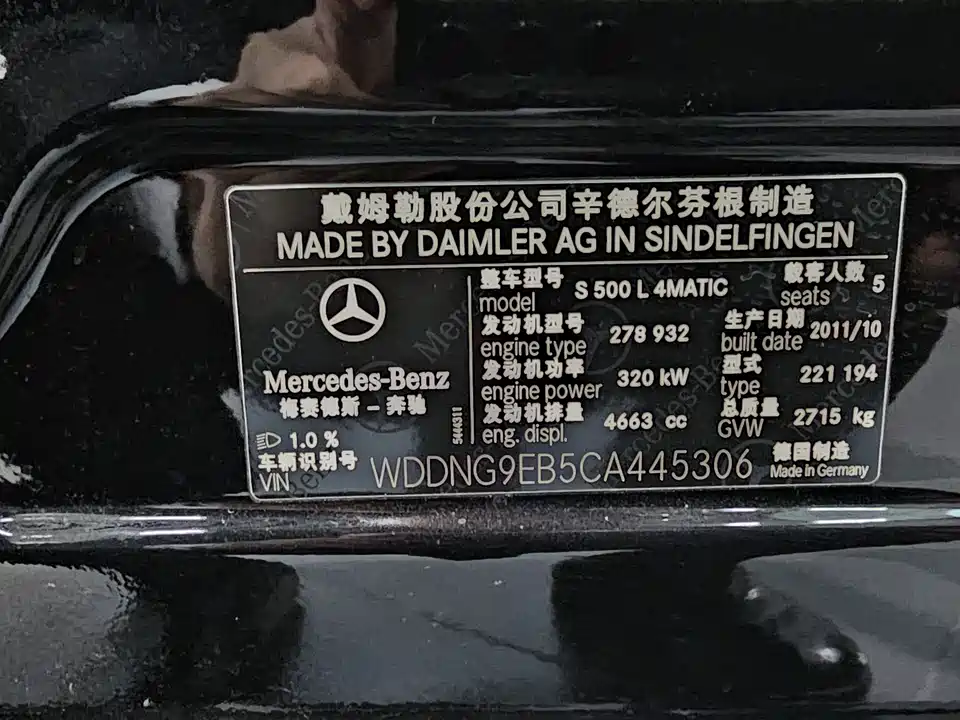 戴姆勒股份公司辛德尔芬根制造
MADE BY DAIMLER AG IN SINDELFINGEN
Mercedes-Benz
梅赛德斯－奔驰
1.0 %
整车型号 model S 500 L 4MATIC 载客人数 seats 5
发动机型号 engine type 278 932 生产日期 built date 2011/10
发动机功率 engine power 320 kW 型式 type 221 194
发动机排量 eng. displ. 4663 cc 总质量 GVW 2715 kg
车辆识别号 VIN WDDNG9EB5CA445306 德国制造 Made in Germany